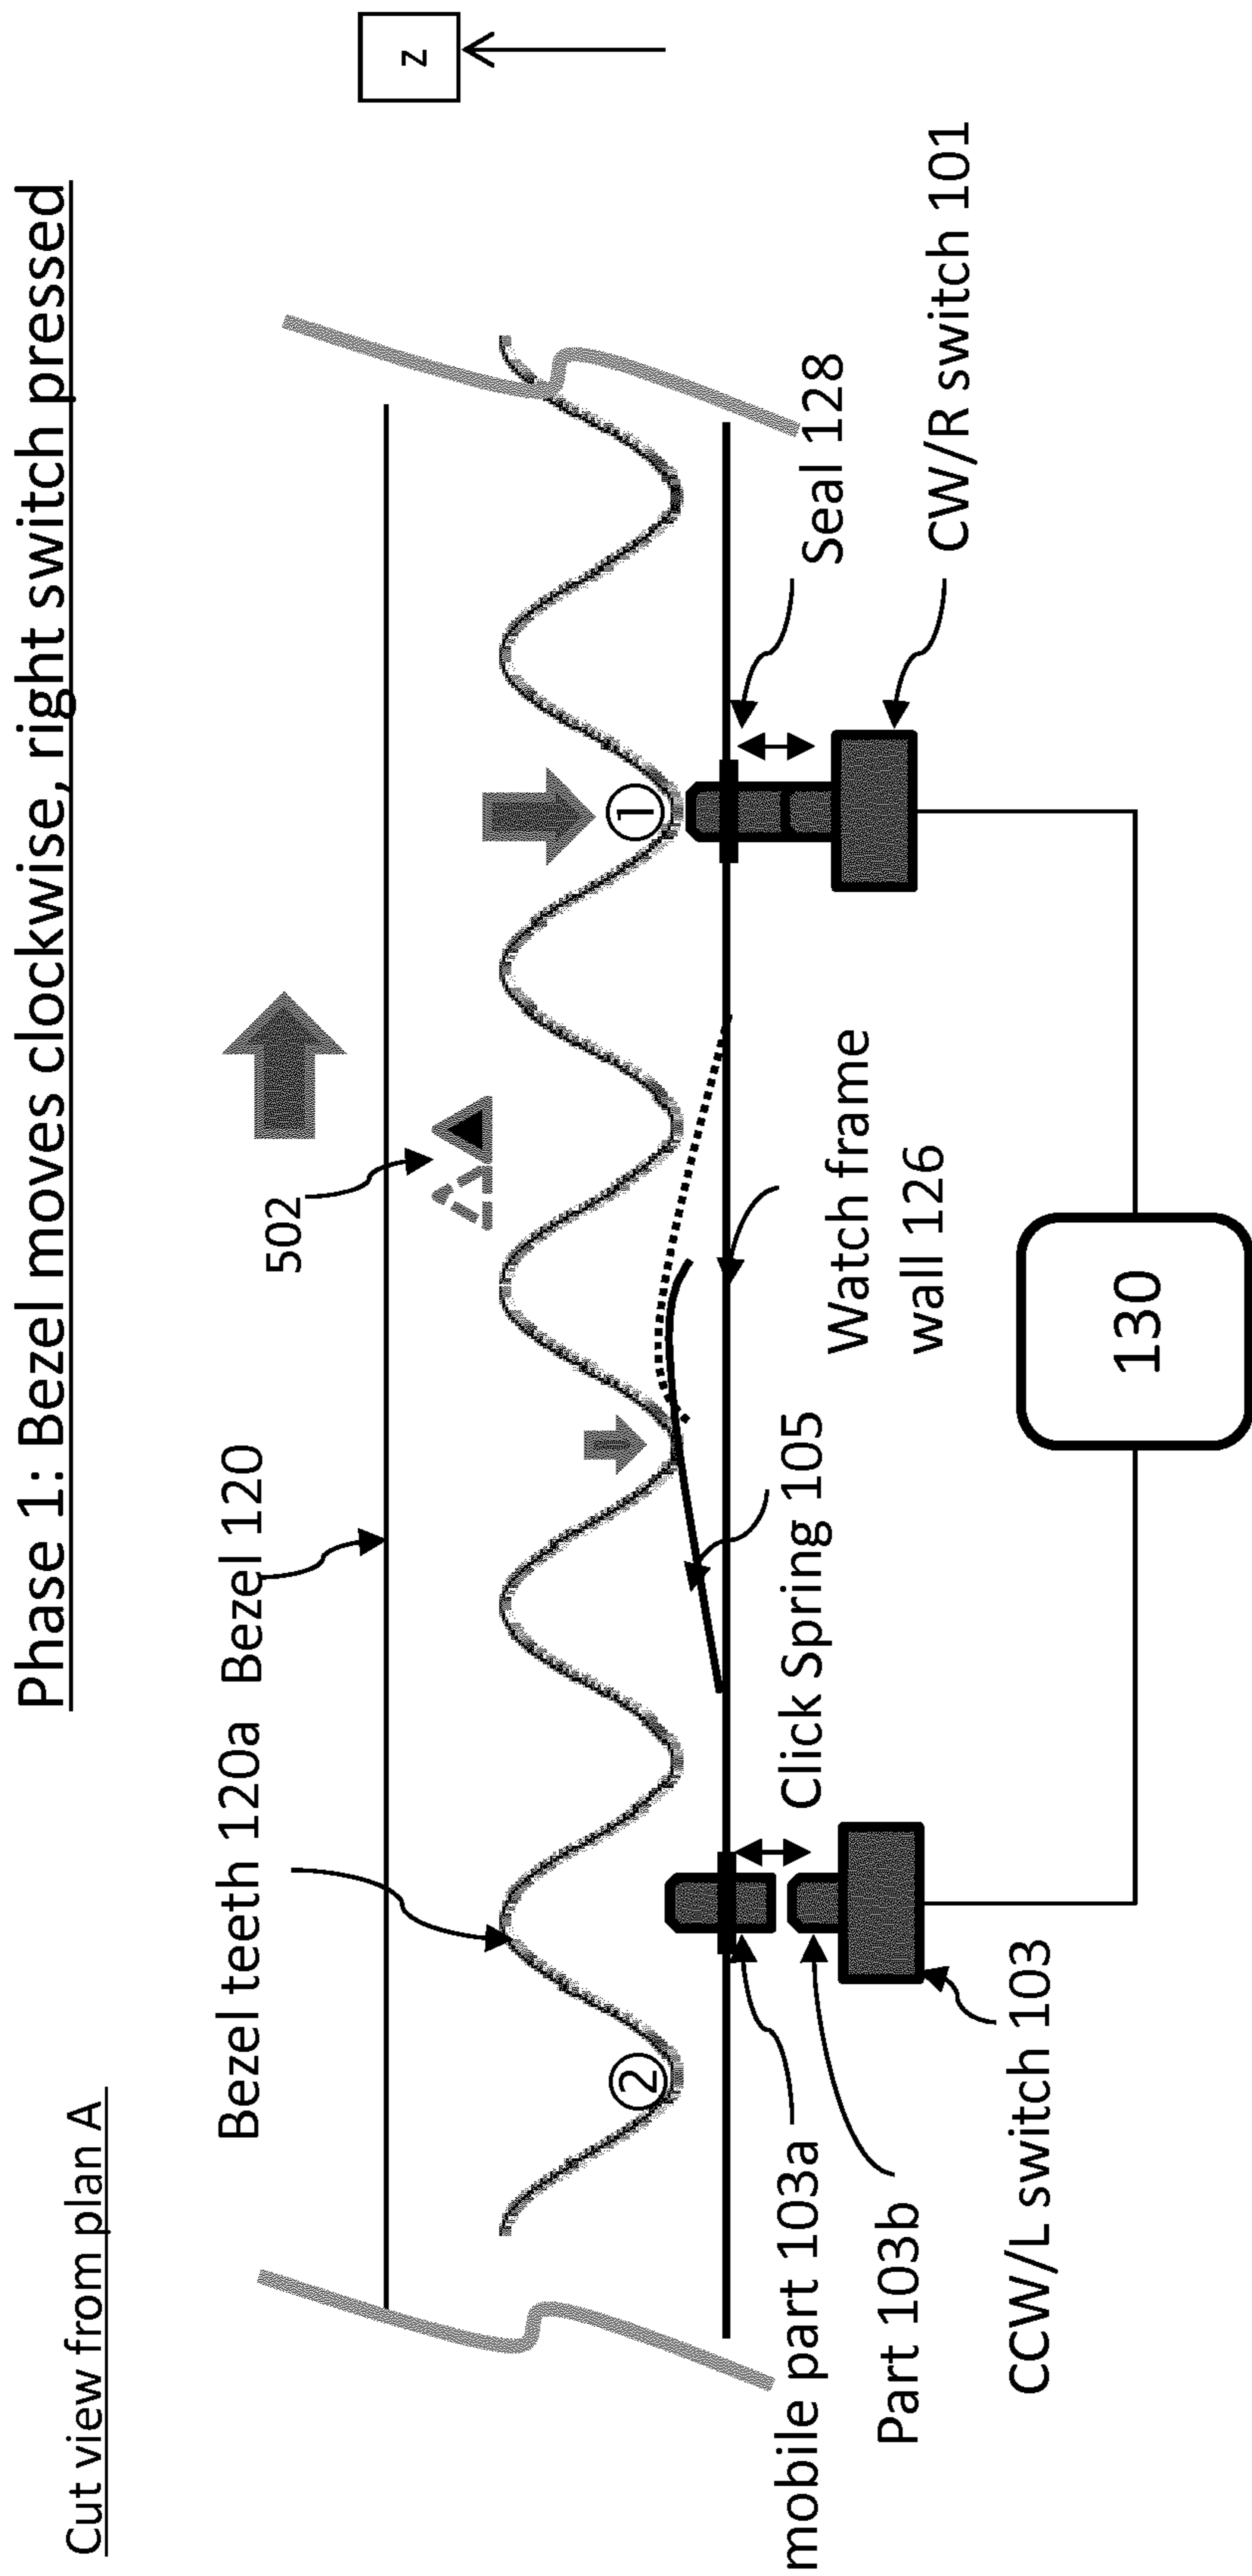 Phase 1: Bezel moves clockwise, right switch pressed
Cut view from plan A
z
502
Bezel teeth 120a
Bezel 120
1
2
Seal 128
CW/R switch 101
Watch frame
wall 126
Click Spring 105
mobile part 103a
Part 103b
CCW/L switch 103
130